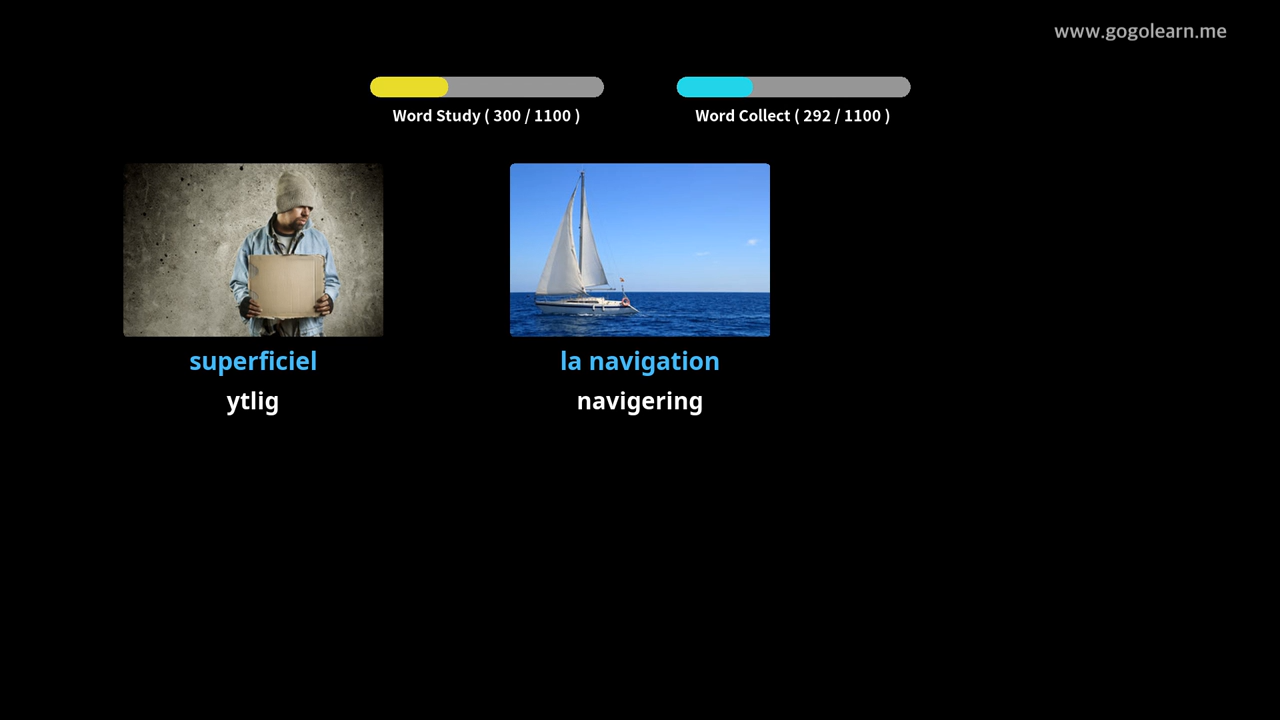 www.gogolearn.me
Word Study ( 300 / 1100 )
Word Collect ( 292 / 1100 )
superficiel
ytlig
la navigation
navigering